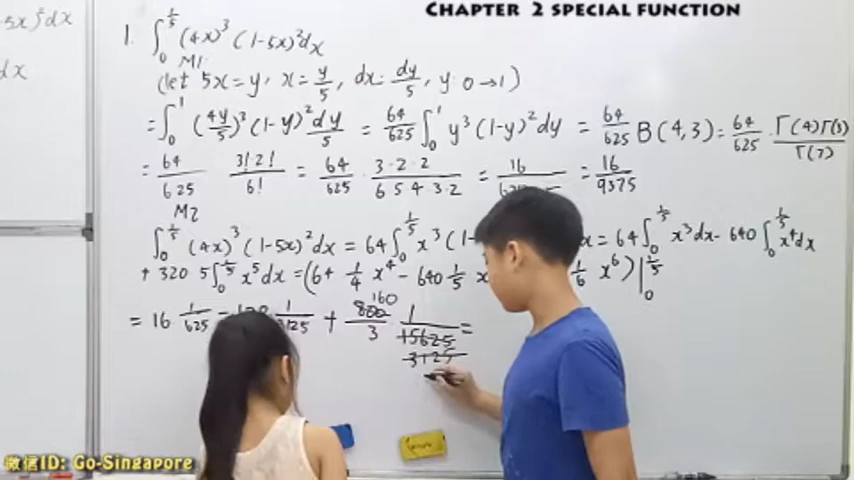 CHAPTER 2 SPECIAL FUNCTION
5x)²dx
dx
1. ∫₀^{1/5} (4x)³ (1-5x)² dx
M1
(let 5x = y, x = y/5, dx = dy/5, y: 0→1)
= ∫₀¹ (4y/5)³ (1-y)² dy/5 = 64/625 ∫₀¹ y³ (1-y)² dy = 64/625 B(4,3) = 64/625 · Γ(4)Γ(3)/Γ(7)
= 64/625 3!·2!/6! = 64/625 · 3·2·2/6 5 4 3·2 = 16/ = 16/9375
M2
∫₀^{1/5} (4x)³ (1-5x)² dx = 64 ∫₀^{1/5} x³ (1- x = 64 ∫₀^{1/5} x³ dx - 640 ∫₀^{1/5} x⁴ dx
+ 320 5 ∫₀^{1/5} x⁵ dx = (64 1/4 x⁴ - 640 1/5 x 1/6 x⁶) |₀^{1/5}
= 16 1/625 - 1/3125 + 800 160/3 1/15625 =
3125
微信ID: Go-Singapore